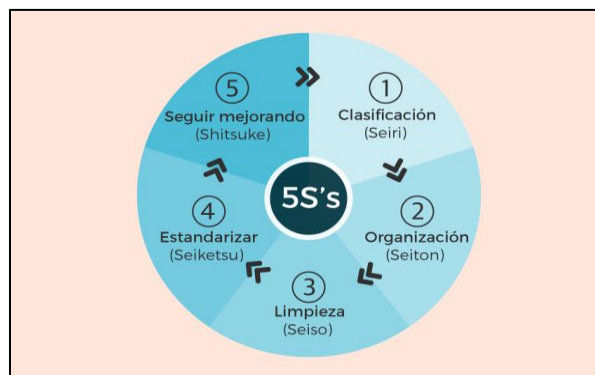 5S's
1
Clasificación
(Seiri)
2
Organización
(Seiton)
3
Limpieza
(Seiso)
4
Estandarizar
(Seiketsu)
5
Seguir mejorando
(Shitsuke)